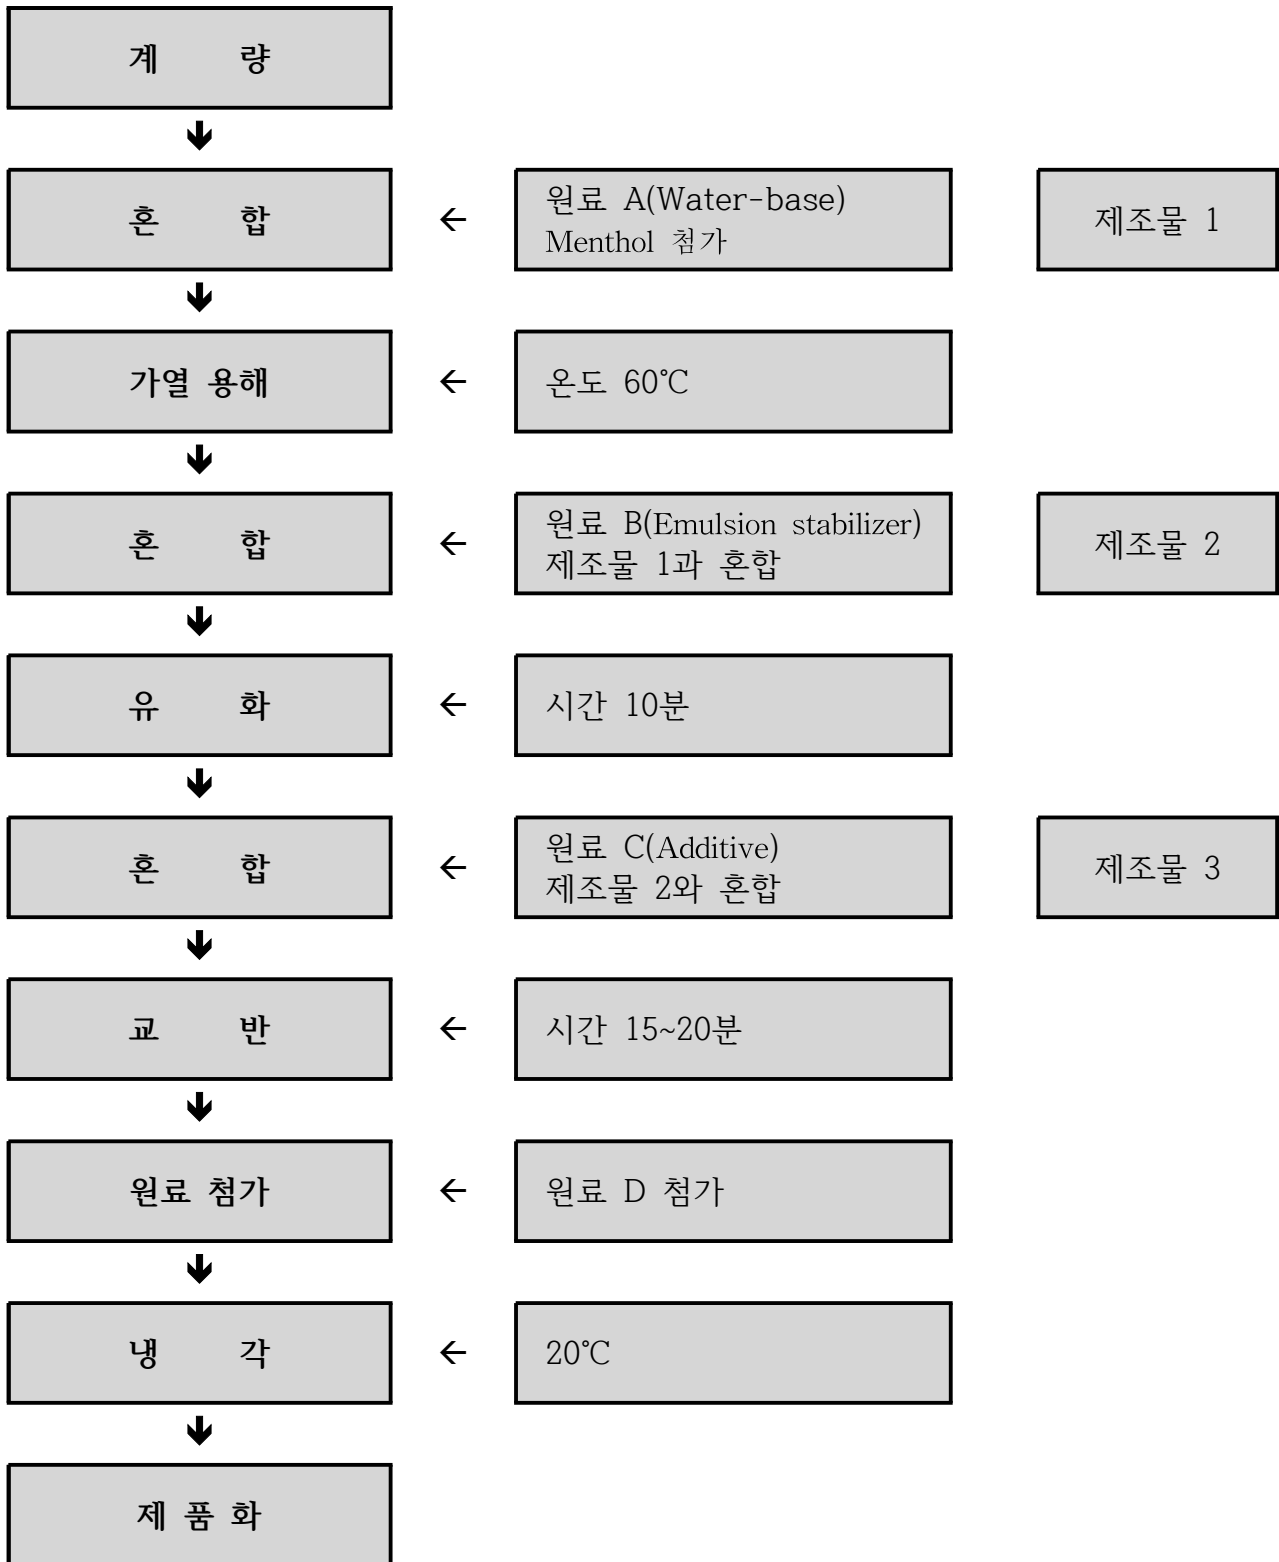 계 량
혼 합
원료 A(Water-base)
Menthol 첨가
제조물 1
가열 용해
온도 60℃
혼 합
원료 B(Emulsion stabilizer)
제조물 1과 혼합
제조물 2
유 화
시간 10분
혼 합
원료 C(Additive)
제조물 2와 혼합
제조물 3
교 반
시간 15~20분
원료 첨가
원료 D 첨가
냉 각
20℃
제 품 화